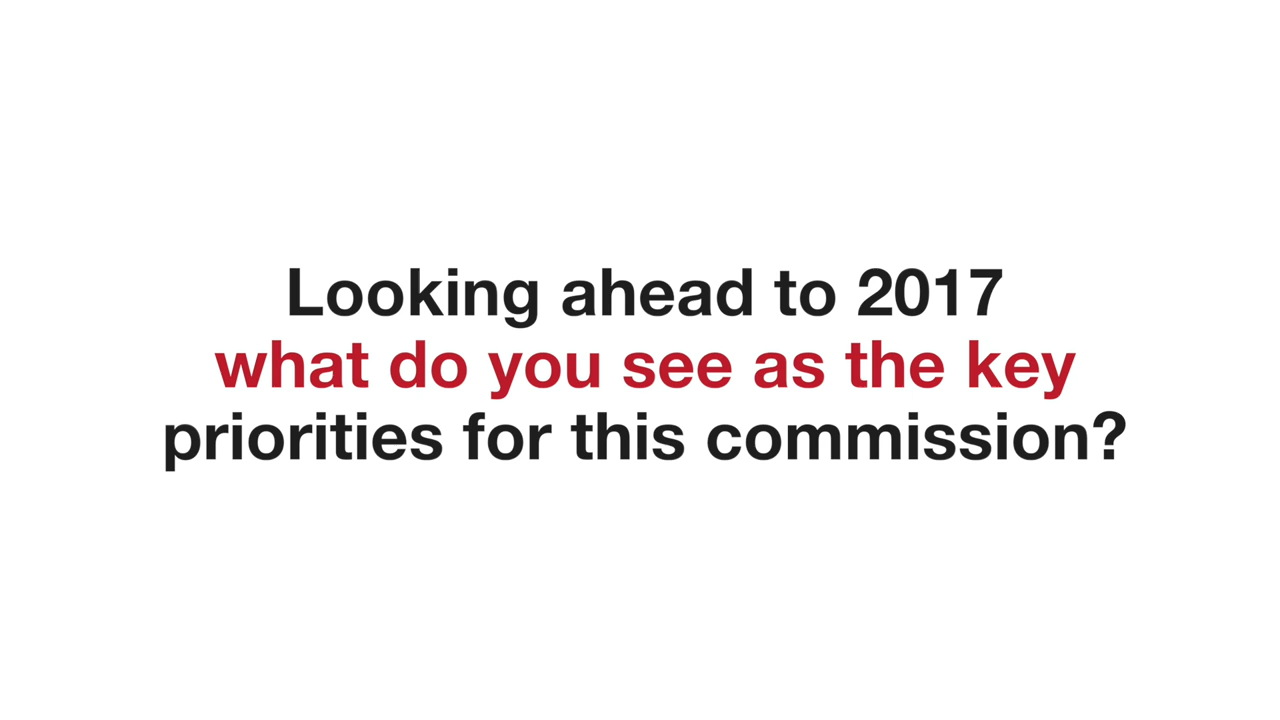 Looking ahead to 2017
what do you see as the key
priorities for this commission?